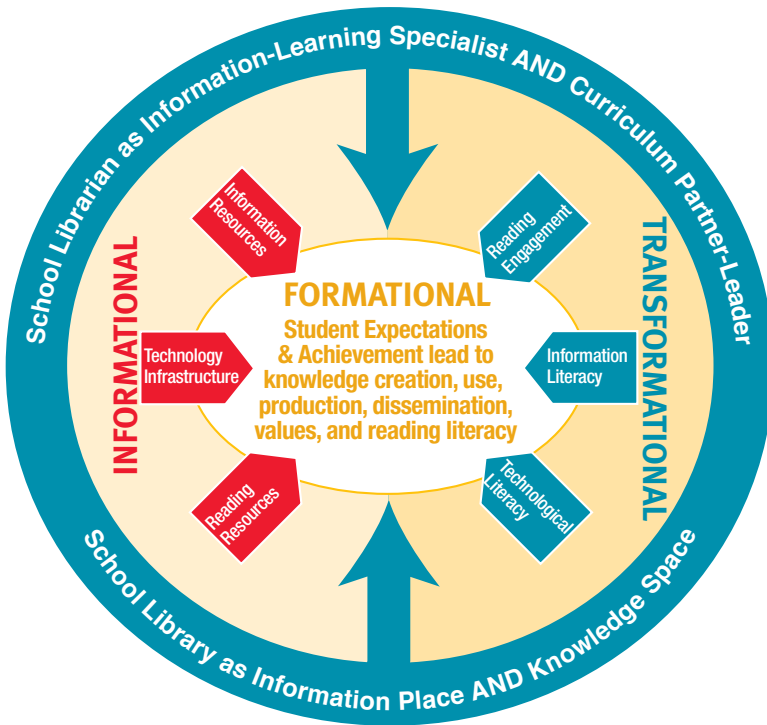 School Librarian as Information-Learning Specialist AND Curriculum Partner-Leader
INFORMATIONAL
Information
Resources
Technology
Infrastructure
Reading
Resources
FORMATIONAL
Student Expectations
& Achievement lead to
knowledge creation, use,
production, dissemination,
values, and reading literacy
Reading
Engagement
Information
Literacy
Technological
Literacy
TRANSFORMATIONAL
School Library as Information Place AND Knowledge Space